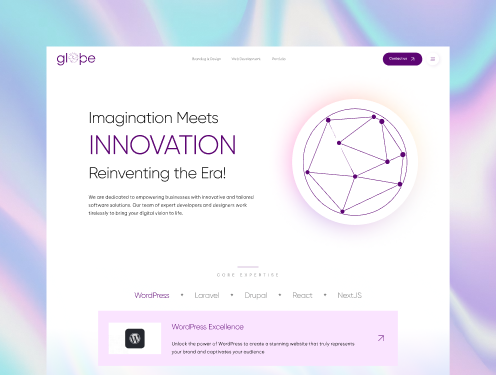 globe
Branding & Design Web Development Portfolio
Contact us
Imagination Meets
INNOVATION
Reinventing the Era!
We are dedicated to empowering businesses with innovative and tailored
software solutions. Our team of expert developers and designers work
tirelessly to bring your digital vision to life.
CORE EXPERTISE
WordPress • Laravel • Drupal • React • NextJS
WordPress Excellence
Unlock the power of WordPress to create a stunning website that truly represents
your brand and captivates your audience.